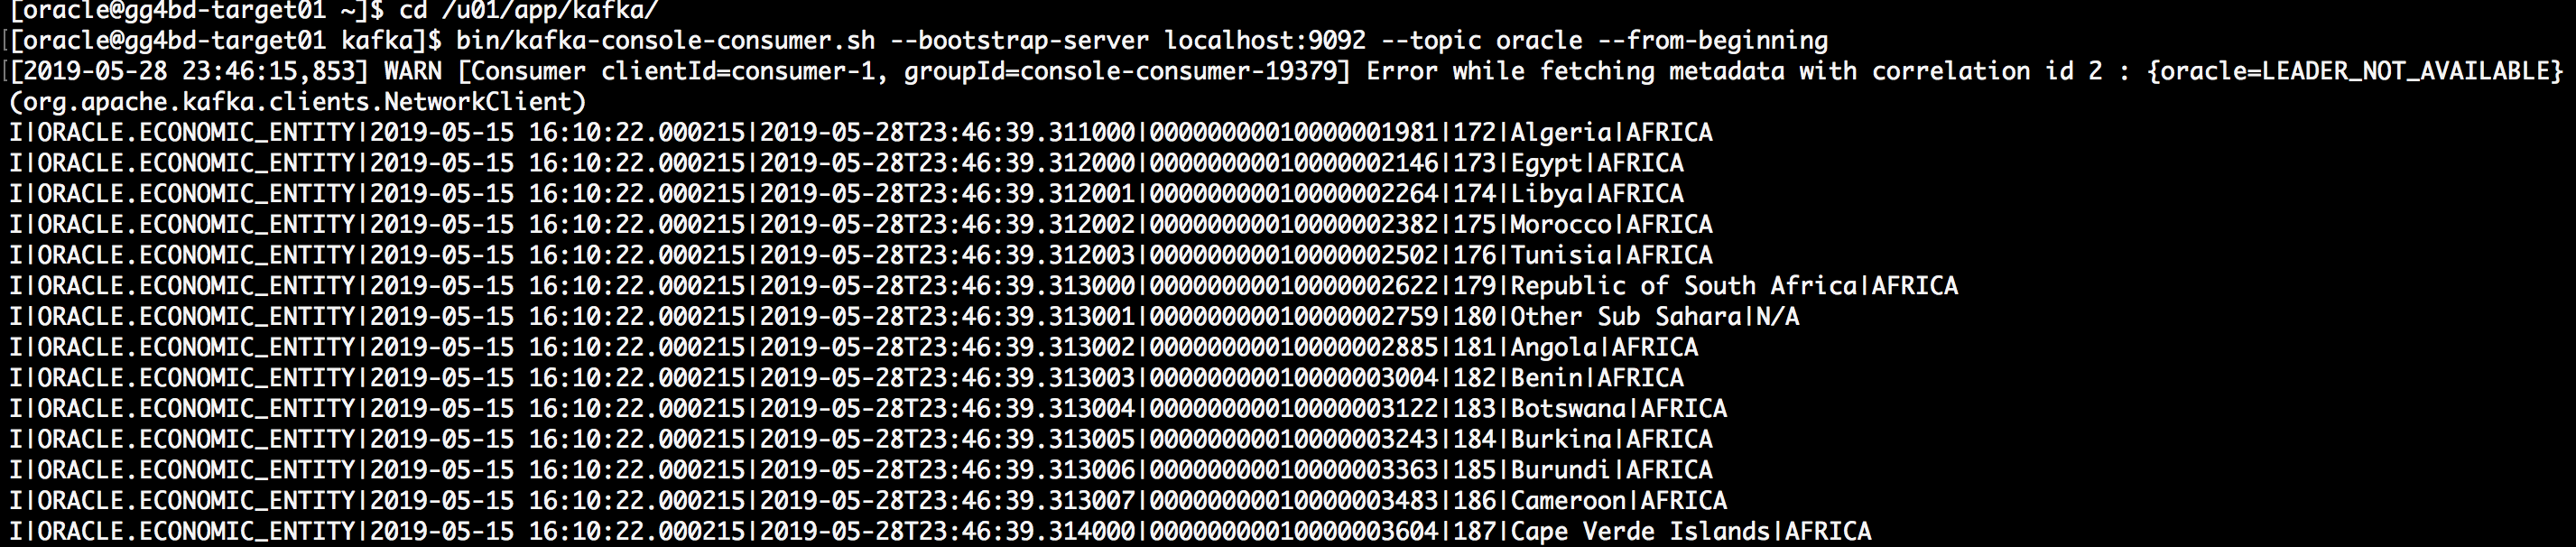 [oracle@gg4bd-target01 ~]$ cd /u01/app/kafka/
[[oracle@gg4bd-target01 kafka]$ bin/kafka-console-consumer.sh --bootstrap-server localhost:9092 --topic oracle --from-beginning
[[2019-05-28 23:46:15,853] WARN [Consumer clientId=consumer-1, groupId=console-consumer-19379] Error while fetching metadata with correlation id 2 : {oracle=LEADER_NOT_AVAILABLE}
(org.apache.kafka.clients.NetworkClient)
I|ORACLE.ECONOMIC_ENTITY|2019-05-15 16:10:22.000215|2019-05-28T23:46:39.311000|00000000010000001981|172|Algeria|AFRICA
I|ORACLE.ECONOMIC_ENTITY|2019-05-15 16:10:22.000215|2019-05-28T23:46:39.312000|00000000010000002146|173|Egypt|AFRICA
I|ORACLE.ECONOMIC_ENTITY|2019-05-15 16:10:22.000215|2019-05-28T23:46:39.312001|00000000010000002264|174|Libya|AFRICA
I|ORACLE.ECONOMIC_ENTITY|2019-05-15 16:10:22.000215|2019-05-28T23:46:39.312002|00000000010000002382|175|Morocco|AFRICA
I|ORACLE.ECONOMIC_ENTITY|2019-05-15 16:10:22.000215|2019-05-28T23:46:39.312003|00000000010000002502|176|Tunisia|AFRICA
I|ORACLE.ECONOMIC_ENTITY|2019-05-15 16:10:22.000215|2019-05-28T23:46:39.313000|00000000010000002622|179|Republic of South Africa|AFRICA
I|ORACLE.ECONOMIC_ENTITY|2019-05-15 16:10:22.000215|2019-05-28T23:46:39.313001|00000000010000002759|180|Other Sub Sahara|N/A
I|ORACLE.ECONOMIC_ENTITY|2019-05-15 16:10:22.000215|2019-05-28T23:46:39.313002|00000000010000002885|181|Angola|AFRICA
I|ORACLE.ECONOMIC_ENTITY|2019-05-15 16:10:22.000215|2019-05-28T23:46:39.313003|00000000010000003004|182|Benin|AFRICA
I|ORACLE.ECONOMIC_ENTITY|2019-05-15 16:10:22.000215|2019-05-28T23:46:39.313004|00000000010000003122|183|Botswana|AFRICA
I|ORACLE.ECONOMIC_ENTITY|2019-05-15 16:10:22.000215|2019-05-28T23:46:39.313005|00000000010000003243|184|Burkina|AFRICA
I|ORACLE.ECONOMIC_ENTITY|2019-05-15 16:10:22.000215|2019-05-28T23:46:39.313006|00000000010000003363|185|Burundi|AFRICA
I|ORACLE.ECONOMIC_ENTITY|2019-05-15 16:10:22.000215|2019-05-28T23:46:39.313007|00000000010000003483|186|Cameroon|AFRICA
I|ORACLE.ECONOMIC_ENTITY|2019-05-15 16:10:22.000215|2019-05-28T23:46:39.314000|00000000010000003604|187|Cape Verde Islands|AFRICA